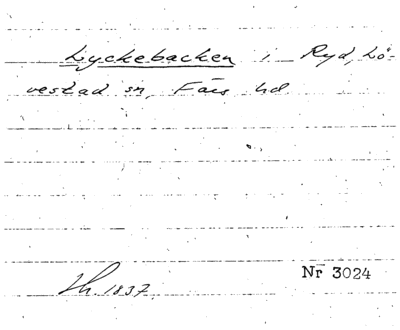 Lyckebacken i Ryd, Lö-
vestad sn, Färs hd
Lh. 1837
Nr 3024